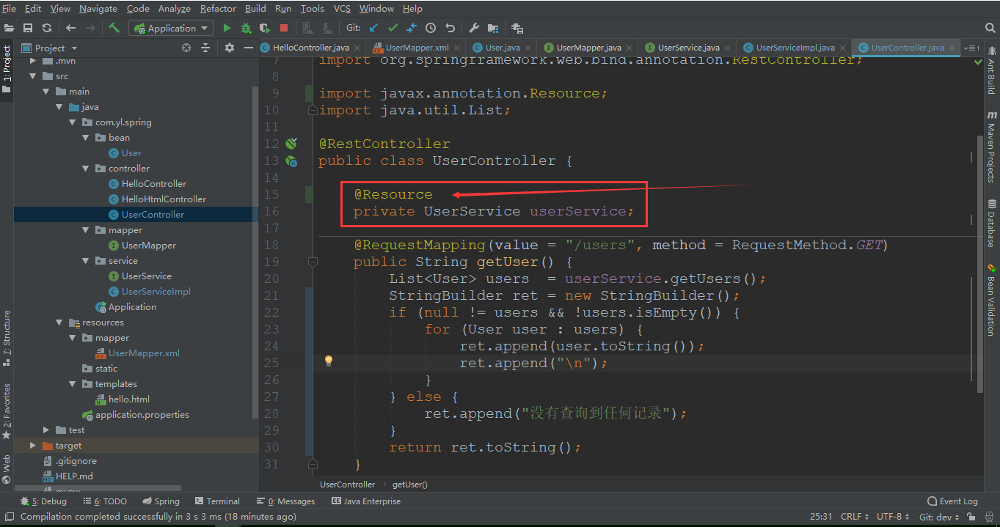 File Edit View Navigate Code Analyze Refactor Build Run Tools VCS Window Help
Application Git:
1: Project
7: Structure
2: Favorites
Web
Project
.mvn
src
main
java
com.yl.spring
bean
User
controller
HelloController
HelloHtmlController
UserController
mapper
UserMapper
service
UserService
UserServiceImpl
Application
resources
mapper
UserMapper.xml
static
templates
hello.html
application.properties
test
target
.gitignore
HELP.md
HelloController.java UserMapper.xml User.java UserMapper.java UserService.java UserServiceImpl.java UserController.java
7 import org.springframework.web.bind.annotation.RestController;
8
9 import javax.annotation.Resource;
10 import java.util.List;
11
12 @RestController
13 public class UserController {
14
15 @Resource
16 private UserService userService;
17
18 @RequestMapping(value = "/users", method = RequestMethod.GET)
19 public String getUser() {
20 List<User> users = userService.getUsers();
21 StringBuilder ret = new StringBuilder();
22 if (null != users && !users.isEmpty()) {
23 for (User user : users) {
24 ret.append(user.toString());
25 ret.append("\n");
26 }
27 } else {
28 ret.append("没有查询到任何记录");
29 }
30 return ret.toString();
31 }
UserController getUser()
Ant Build
Maven Projects
Database
Bean Validation
5: Debug 6: TODO Spring Terminal 0: Messages Java Enterprise Event Log
Compilation completed successfully in 3 s 3 ms (18 minutes ago) 25:31 CRLF UTF-8 Git: dev